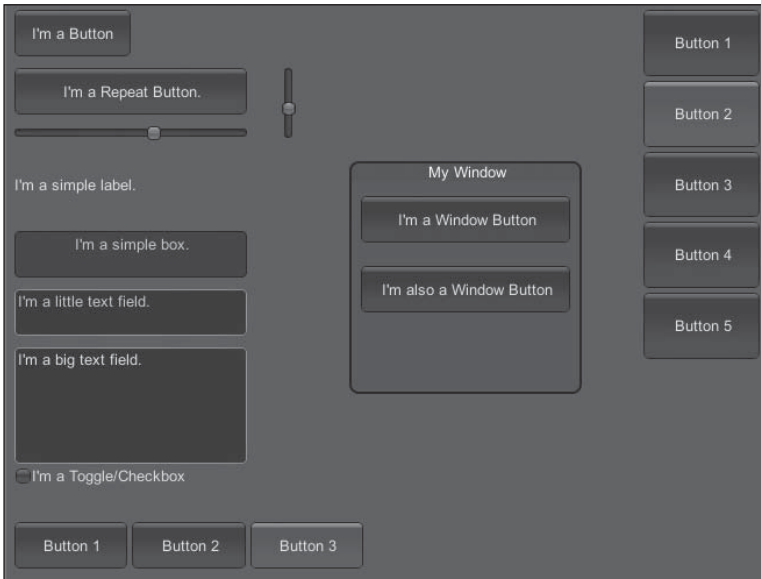 I'm a Button
I'm a Repeat Button.
I'm a simple label.
I'm a simple box.
I'm a little text field.
I'm a big text field.
I'm a Toggle/Checkbox
Button 1
Button 2
Button 3
My Window
I'm a Window Button
I'm also a Window Button
Button 1
Button 2
Button 3
Button 4
Button 5